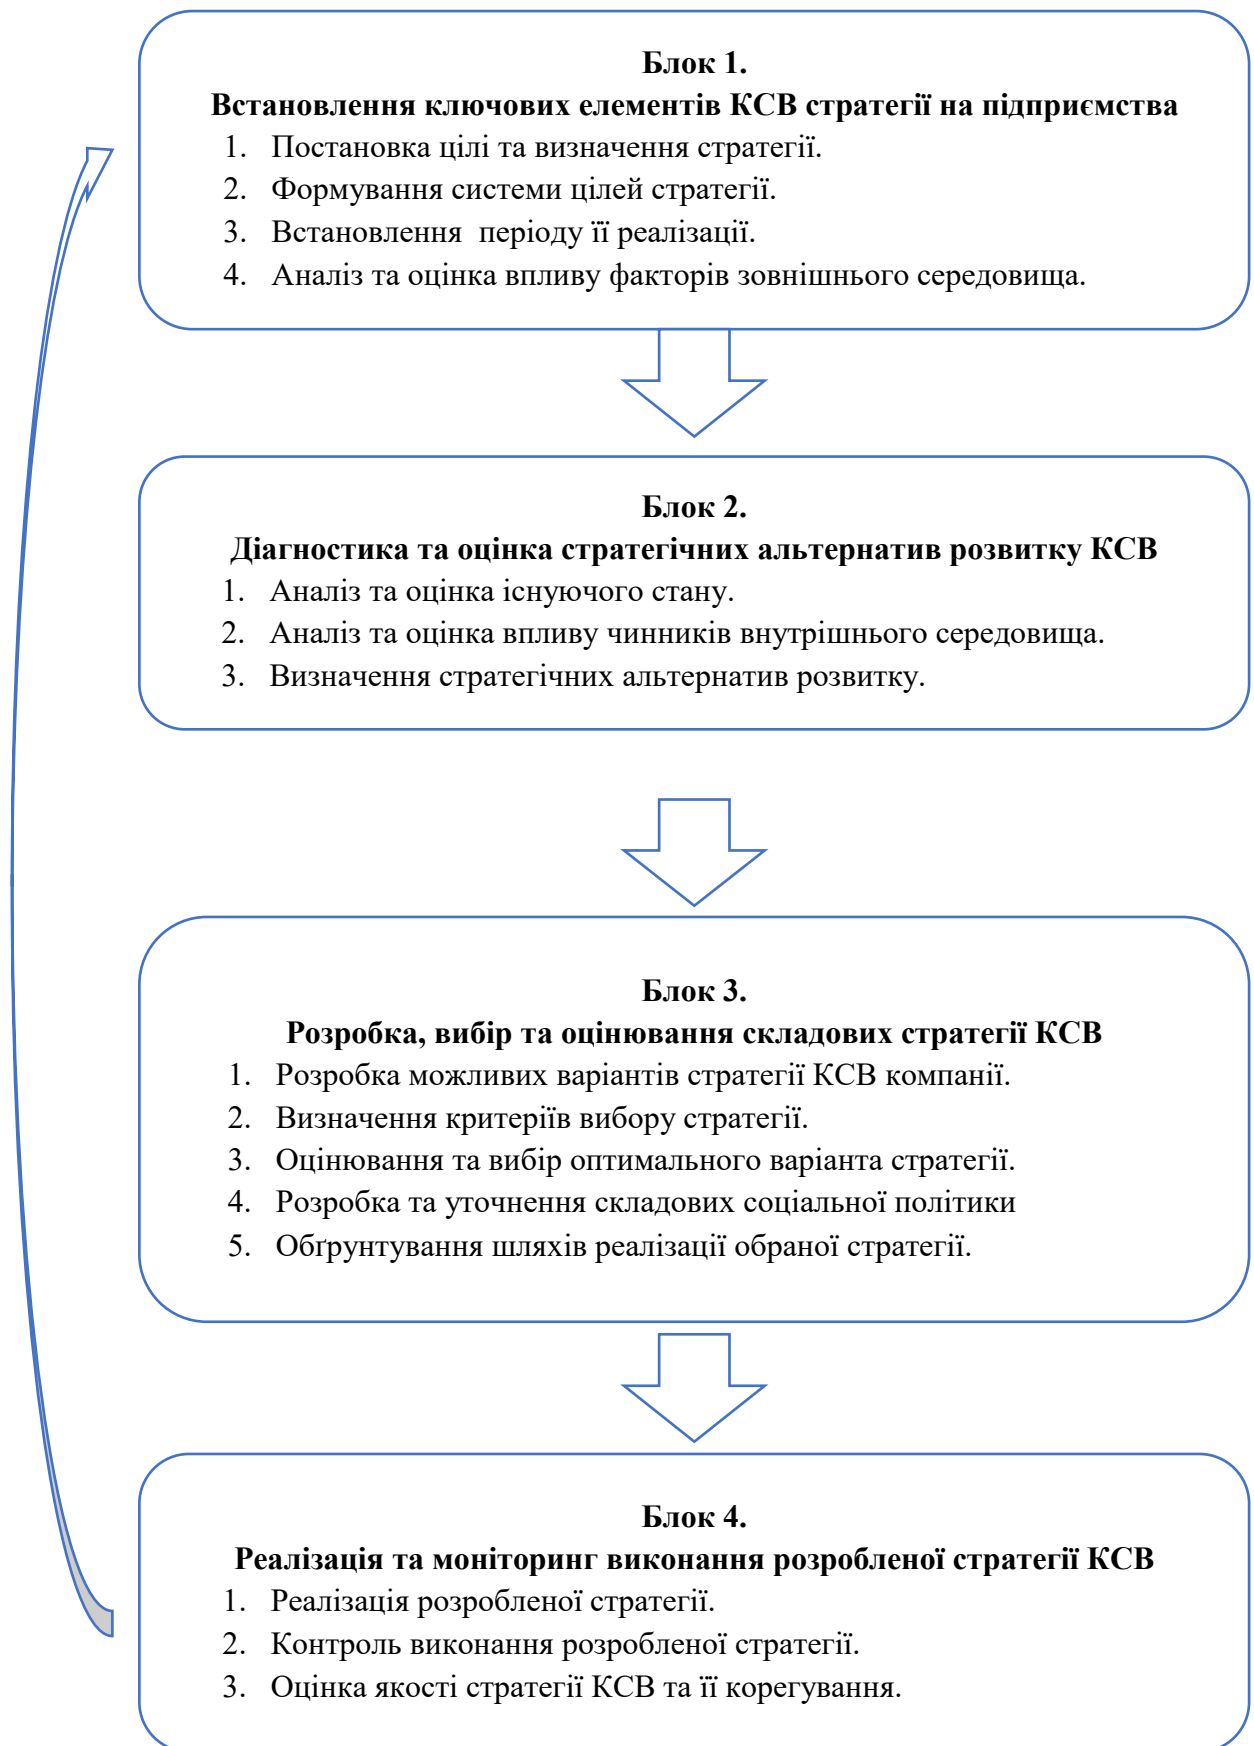 Блок 1.
Встановлення ключових елементів КСВ стратегії на підприємства
1. Постановка цілі та визначення стратегії.
2. Формування системи цілей стратегії.
3. Встановлення періоду її реалізації.
4. Аналіз та оцінка впливу факторів зовнішнього середовища.
Блок 2.
Діагностика та оцінка стратегічних альтернатив розвитку КСВ
1. Аналіз та оцінка існуючого стану.
2. Аналіз та оцінка впливу чинників внутрішнього середовища.
3. Визначення стратегічних альтернатив розвитку.
Блок 3.
Розробка, вибір та оцінювання складових стратегії КСВ
1. Розробка можливих варіантів стратегії КСВ компанії.
2. Визначення критеріїв вибору стратегії.
3. Оцінювання та вибір оптимального варіанта стратегії.
4. Розробка та уточнення складових соціальної політики
5. Обґрунтування шляхів реалізації обраної стратегії.
Блок 4.
Реалізація та моніторинг виконання розробленої стратегії КСВ
1. Реалізація розробленої стратегії.
2. Контроль виконання розробленої стратегії.
3. Оцінка якості стратегії КСВ та її корегування.